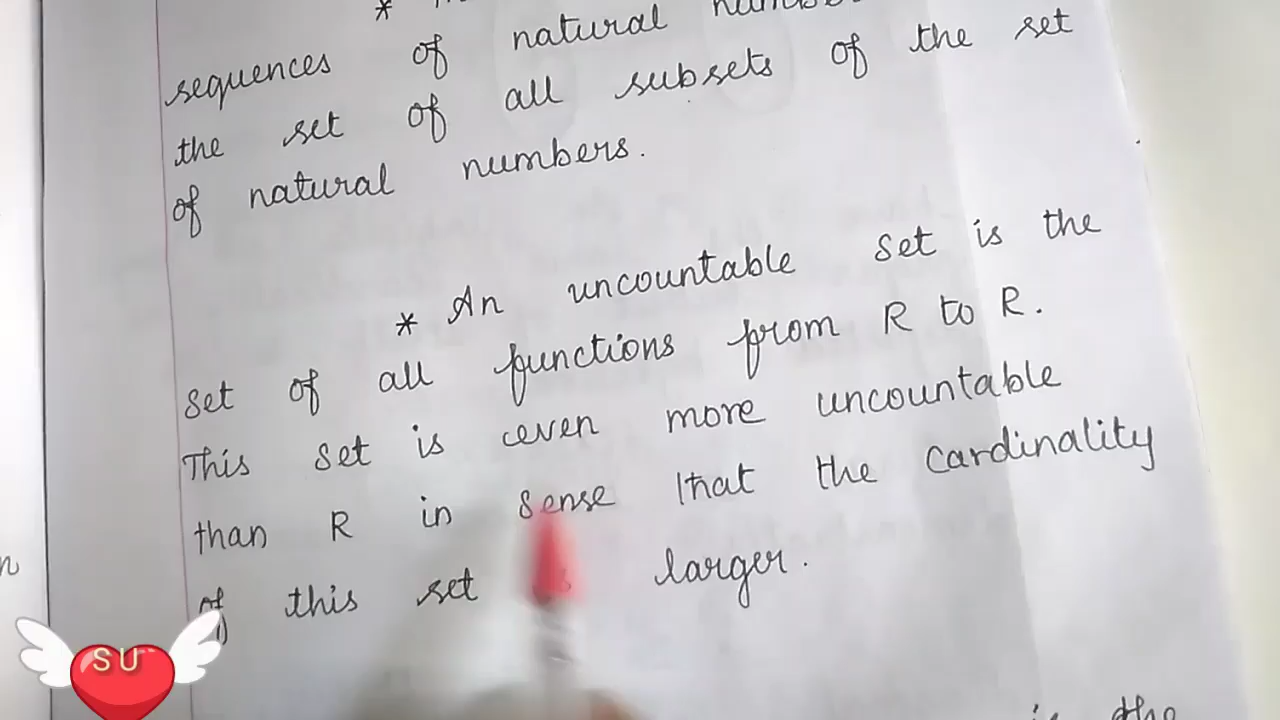 *
sequences of natural
the set of all subsets of the set
of natural numbers.
* An uncountable set is the
set of all functions from R to R.
This set is even more uncountable
than R in sense that the cardinality
of this set larger.
is the
n
SU